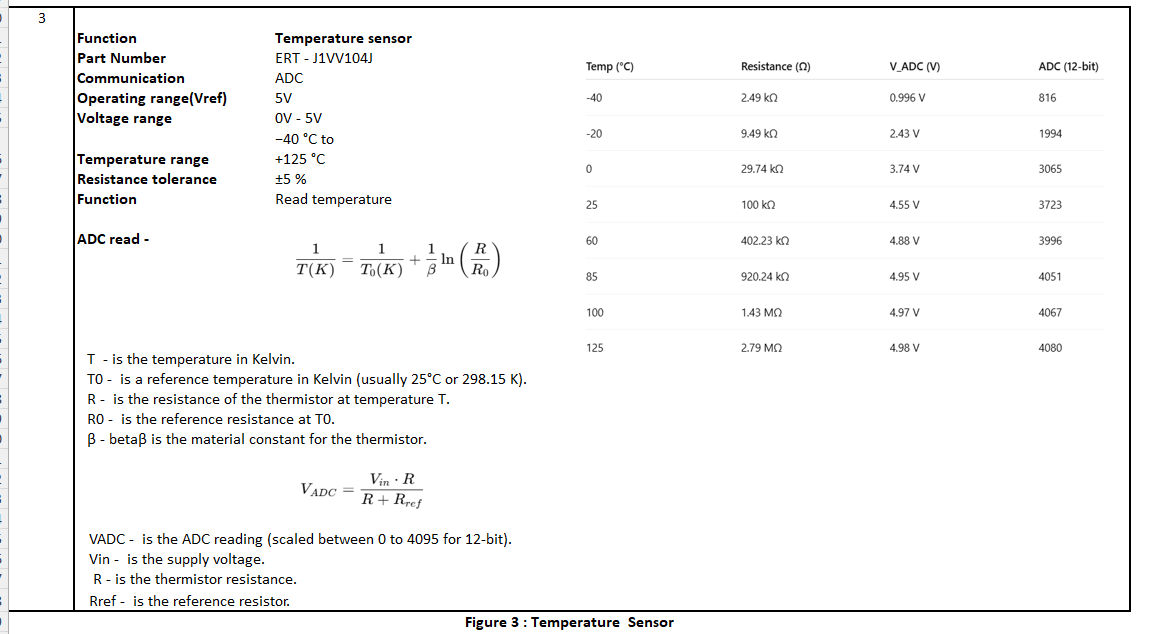 3
Function Temperature sensor
Part Number ERT - J1VV104J
Communication ADC
Operating range(Vref) 5V
Voltage range 0V - 5V
−40 °C to
Temperature range +125 °C
Resistance tolerance ±5 %
Function Read temperature
ADC read -
1/T(K) = 1/T₀(K) + 1/β ln (R/R₀)
T - is the temperature in Kelvin.
T0 - is a reference temperature in Kelvin (usually 25°C or 298.15 K).
R - is the resistance of the thermistor at temperature T.
R0 - is the reference resistance at T0.
β - betaβ is the material constant for the thermistor.
V_ADC = V_in · R / R + R_ref
VADC - is the ADC reading (scaled between 0 to 4095 for 12-bit).
Vin - is the supply voltage.
R - is the thermistor resistance.
Rref - is the reference resistor.
Temp (°C) Resistance (Ω) V_ADC (V) ADC (12-bit)
-40 2.49 kΩ 0.996 V 816
-20 9.49 kΩ 2.43 V 1994
0 29.74 kΩ 3.74 V 3065
25 100 kΩ 4.55 V 3723
60 402.23 kΩ 4.88 V 3996
85 920.24 kΩ 4.95 V 4051
100 1.43 MΩ 4.97 V 4067
125 2.79 MΩ 4.98 V 4080
Figure 3 : Temperature Sensor